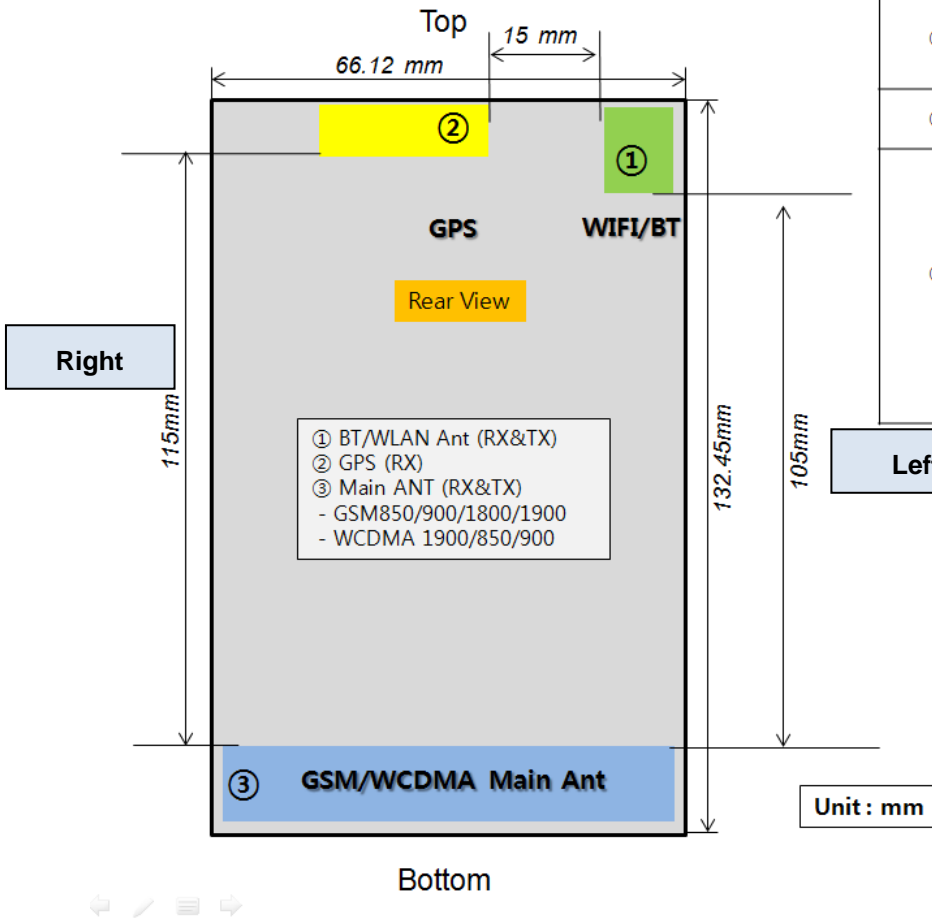 Top
15 mm
66.12 mm
②
①
GPS
WIFI/BT
Rear View
Right
115mm
① BT/WLAN Ant (RX&TX)
② GPS (RX)
③ Main ANT (RX&TX)
- GSM850/900/1800/1900
- WCDMA 1900/850/900
132.45mm
105mm
Lef
③ GSM/WCDMA Main Ant
Unit : mm
Bottom